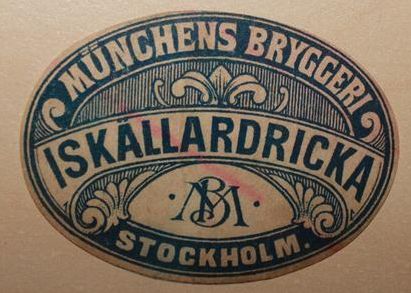 MÜNCHENS BRYGGERI
ISKÄLLARDRICKA
MB
STOCKHOLM.